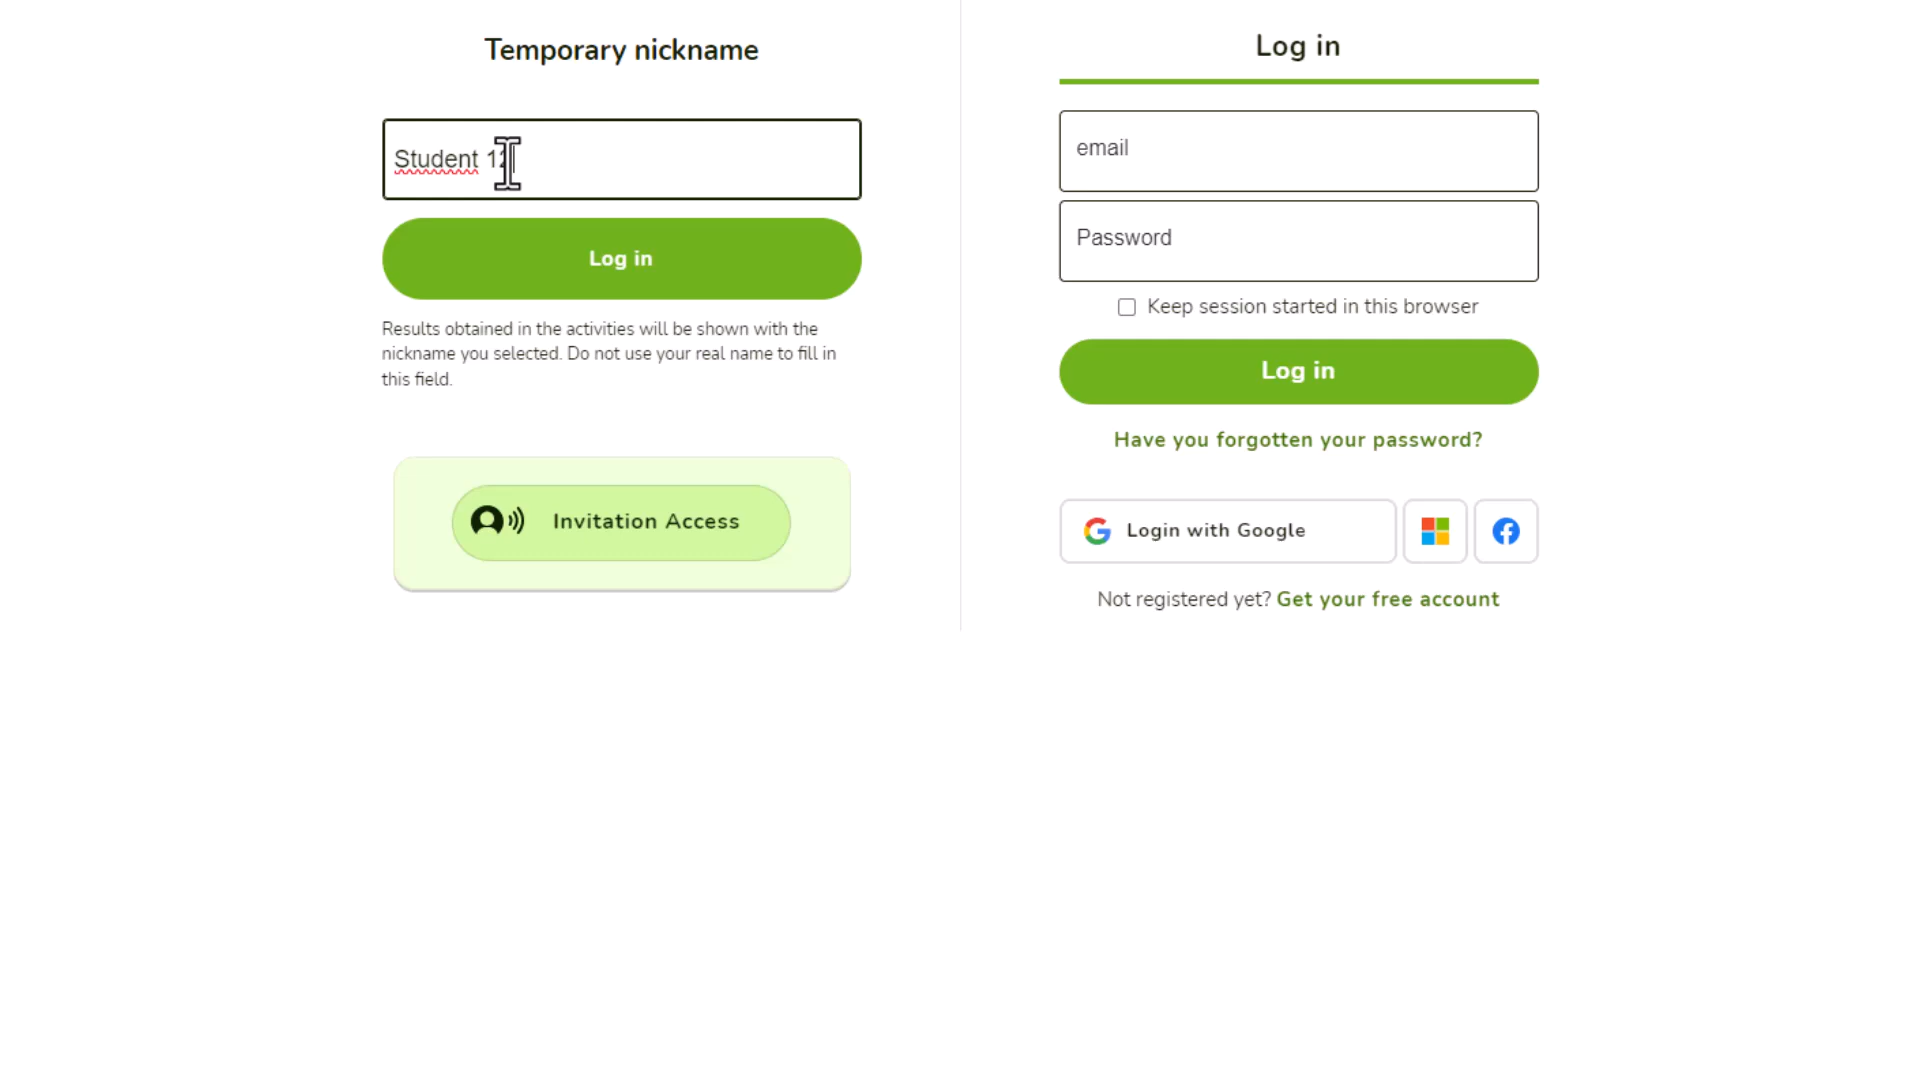 Temporary nickname
Student
Log in
Results obtained in the activities will be shown with the
nickname you selected. Do not use your real name to fill in
this field.
Invitation Access
Log in
email
Password
Keep session started in this browser
Log in
Have you forgotten your password?
Login with Google
Not registered yet? Get your free account